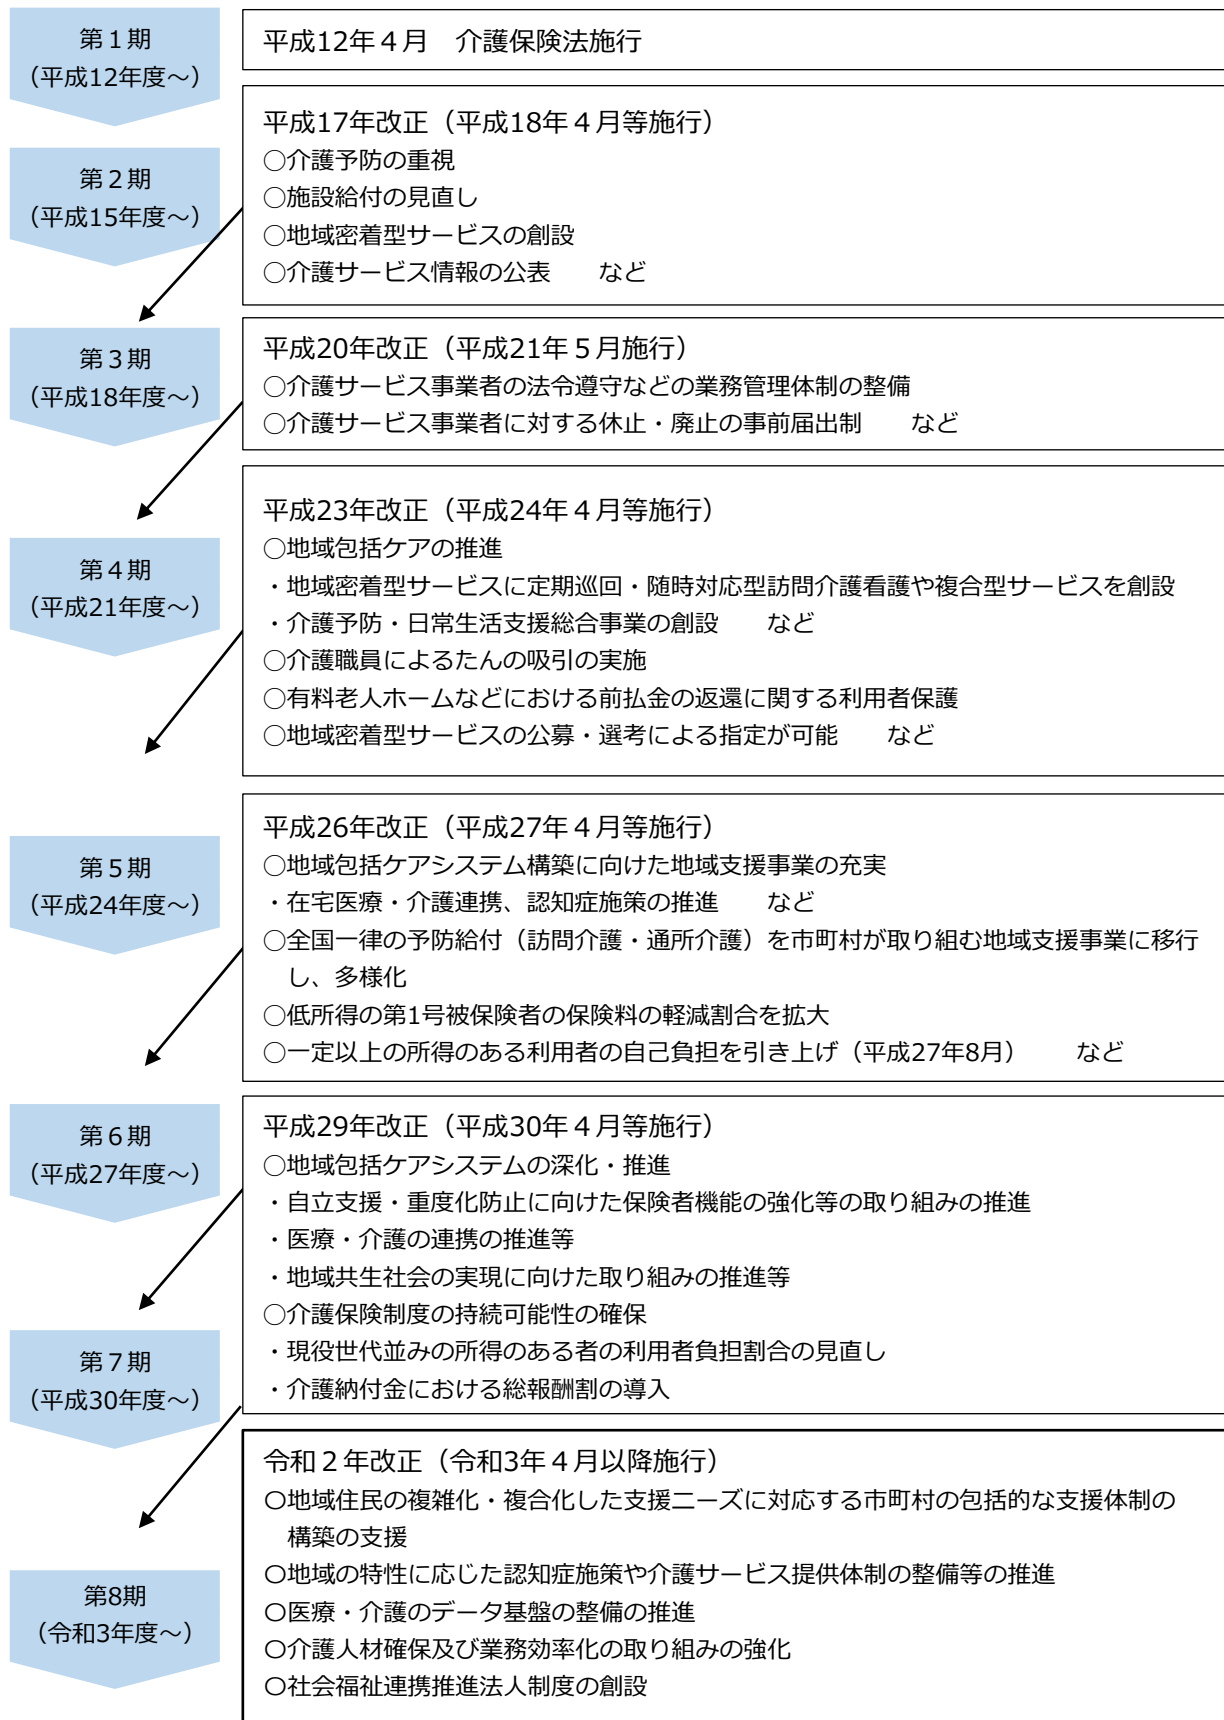 第１期
（平成12年度～）
平成12年４月　介護保険法施行
平成17年改正（平成18年４月等施行）
○介護予防の重視
○施設給付の見直し
○地域密着型サービスの創設
○介護サービス情報の公表　　など
第２期
（平成15年度～）
第３期
（平成18年度～）
平成20年改正（平成21年５月施行）
○介護サービス事業者の法令遵守などの業務管理体制の整備
○介護サービス事業者に対する休止・廃止の事前届出制　　など
平成23年改正（平成24年４月等施行）
○地域包括ケアの推進
・地域密着型サービスに定期巡回・随時対応型訪問介護看護や複合型サービスを創設
・介護予防・日常生活支援総合事業の創設　　など
○介護職員によるたんの吸引の実施
○有料老人ホームなどにおける前払金の返還に関する利用者保護
○地域密着型サービスの公募・選考による指定が可能　　など
第４期
（平成21年度～）
第５期
（平成24年度～）
平成26年改正（平成27年４月等施行）
○地域包括ケアシステム構築に向けた地域支援事業の充実
・在宅医療・介護連携、認知症施策の推進　　など
○全国一律の予防給付（訪問介護・通所介護）を市町村が取り組む地域支援事業に移行
し、多様化
○低所得の第1号被保険者の保険料の軽減割合を拡大
○一定以上の所得のある利用者の自己負担を引き上げ（平成27年8月）　　など
第６期
（平成27年度～）
平成29年改正（平成30年４月等施行）
○地域包括ケアシステムの深化・推進
・自立支援・重度化防止に向けた保険者機能の強化等の取り組みの推進
・医療・介護の連携の推進等
・地域共生社会の実現に向けた取り組みの推進等
○介護保険制度の持続可能性の確保
・現役世代並みの所得のある者の利用者負担割合の見直し
・介護納付金における総報酬割の導入
第７期
（平成30年度～）
令和２年改正（令和3年４月以降施行）
〇地域住民の複雑化・複合化した支援ニーズに対応する市町村の包括的な支援体制の
構築の支援
〇地域の特性に応じた認知症施策や介護サービス提供体制の整備等の推進
〇医療・介護のデータ基盤の整備の推進
〇介護人材確保及び業務効率化の取り組みの強化
〇社会福祉連携推進法人制度の創設
第8期
（令和3年度～）